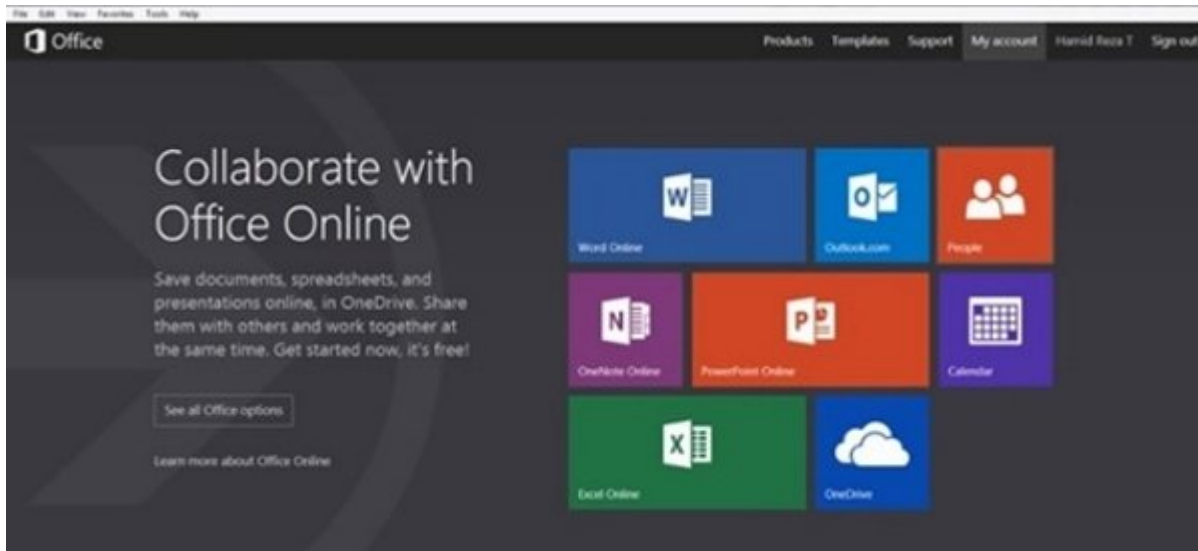 File Edit View Favorites Tools Help
Office
Products Templates Support My account Hamid Reza T Sign out
Collaborate with
Office Online
Save documents, spreadsheets, and
presentations online, in OneDrive. Share
them with others and work together at
the same time. Get started now, it's free!
See all Office options
Learn more about Office Online
W
Word Online
O
Outlook.com
People
N
OneNote Online
P
PowerPoint Online
Calendar
X
Excel Online
OneDrive